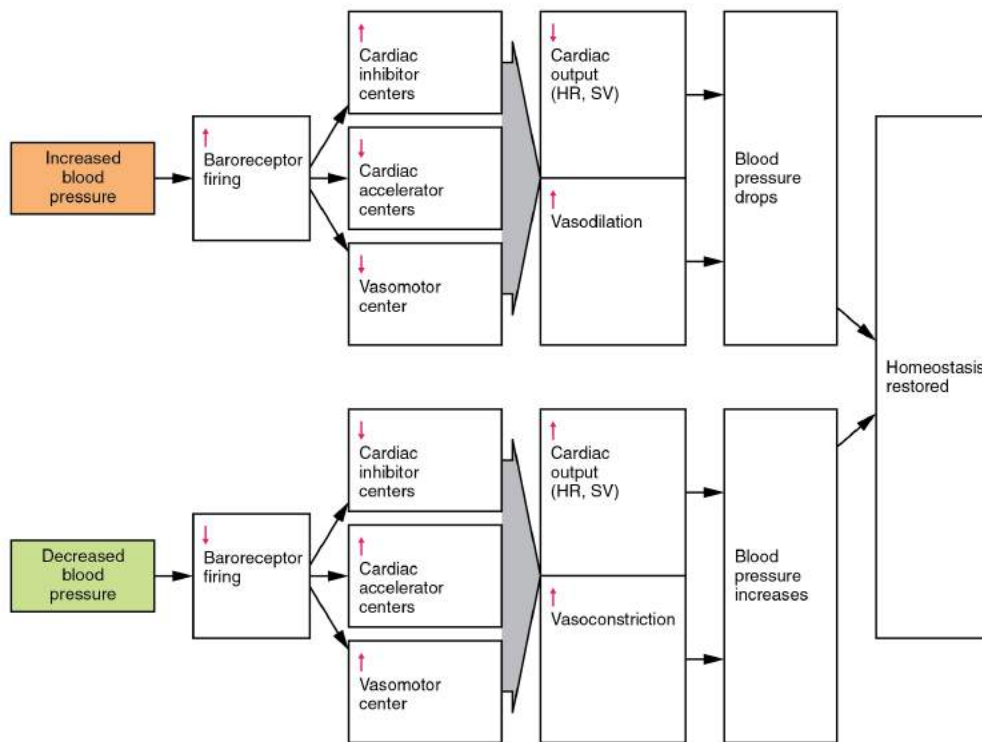 Increased
blood
pressure
↑
Baroreceptor
firing
↑
Cardiac
inhibitor
centers
↓
Cardiac
accelerator
centers
↓
Vasomotor
center
↓
Cardiac
output
(HR, SV)
↑
Vasodilation
Blood
pressure
drops
Homeostasis
restored
Decreased
blood
pressure
↓
Baroreceptor
firing
↓
Cardiac
inhibitor
centers
↑
Cardiac
accelerator
centers
↑
Vasomotor
center
↑
Cardiac
output
(HR, SV)
↑
Vasoconstriction
Blood
pressure
increases